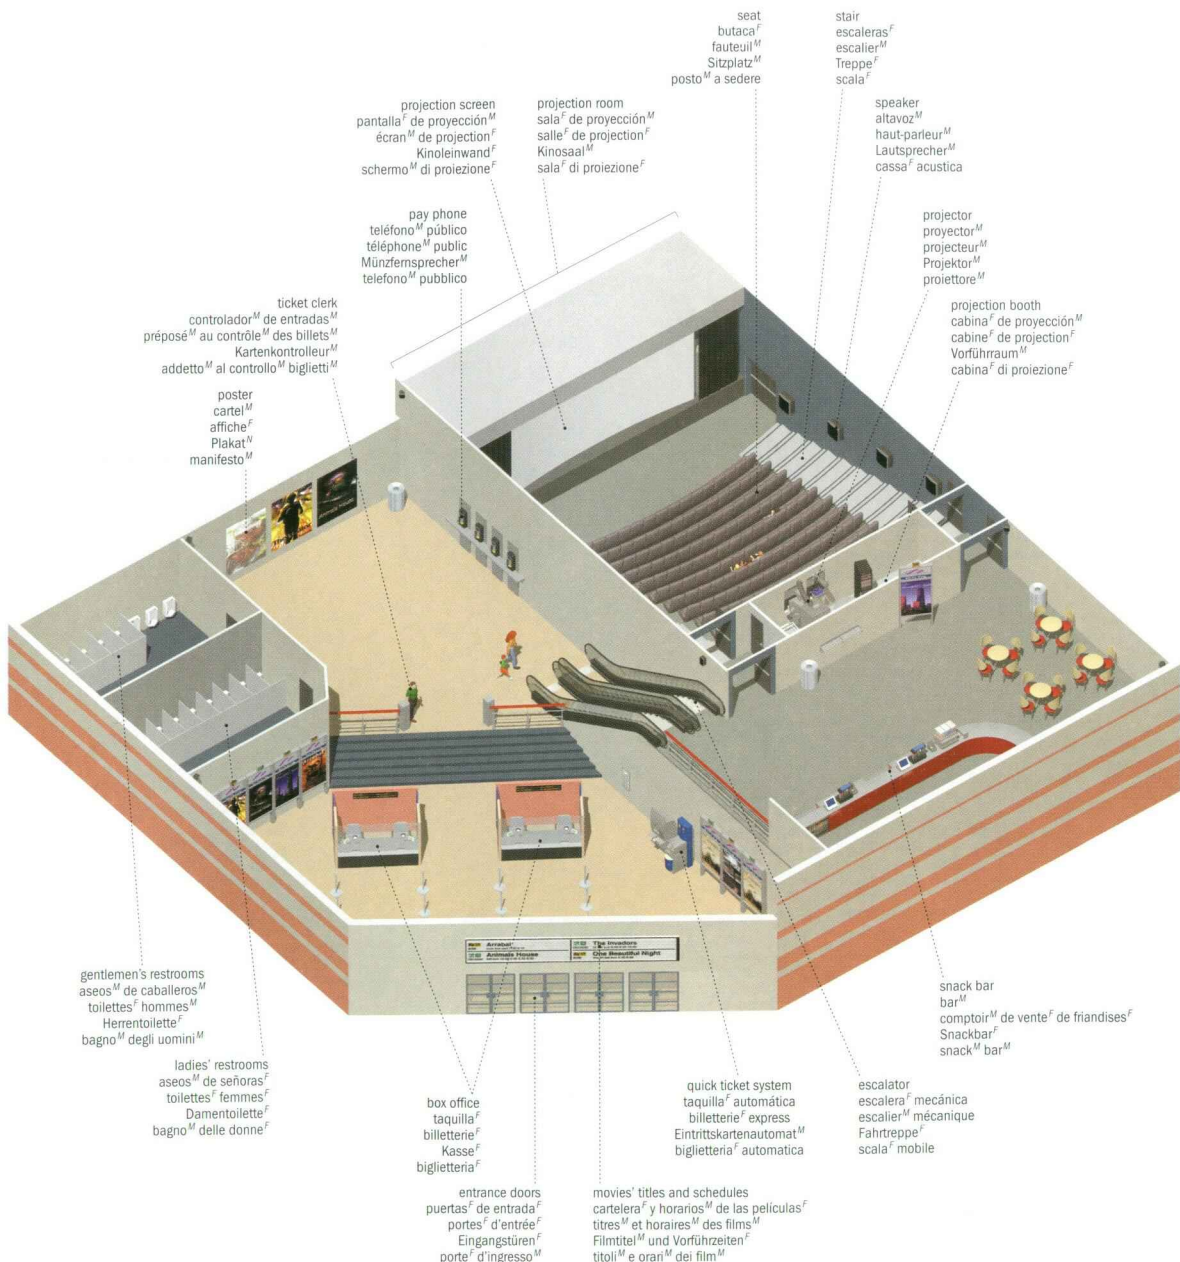 seat
butaca^F
fauteuil^M
Sitzplatz^M
posto^M a sedere
stair
escaleras^F
escalier^M
Treppe^F
scala^F
projection screen
pantalla^F de proyección^M
écran^M de projection^F
Kinoleinwand^F
schermo^M di proiezione^F
projection room
sala^F de proyección^M
salle^F de projection^F
Kinosaal^M
sala^F di proiezione^F
speaker
altavoz^M
haut-parleur^M
Lautsprecher^M
cassa^F acustica
pay phone
teléfono^M público
téléphone^M public
Münzfernsprecher^M
telefono^M pubblico
projector
proyector^M
projecteur^M
Projektor^M
proiettore^M
ticket clerk
controlador^M de entradas^M
préposé^M au contrôle^M des billets^M
Kartenkontrolleur^M
addetto^M al controllo^M biglietti^M
projection booth
cabina^F de proyección^M
cabine^F de projection^F
Vorführraum^M
cabina^F di proiezione^F
poster
cartel^M
affiche^F
Plakat^N
manifesto^M
Arrabal'
The Invadors
Animals House
One Beautiful Night
gentlemen's restrooms
aseos^M de caballeros^M
toilettes^F hommes^M
Herrentoilette^F
bagno^M degli uomini^M
ladies' restrooms
aseos^M de señoras^F
toilettes^F femmes^F
Damentoilette^F
bagno^M delle donne^F
box office
taquilla^F
billetterie^F
Kasse^F
biglietteria^F
entrance doors
puertas^F de entrada^F
portes^F d'entrée^F
Eingangstüren^F
porte^F d'ingresso^M
movies' titles and schedules
cartelera^F y horarios^M de las películas^F
titres^M et horaires^M des films^M
Filmtitel^M und Vorführzeiten^F
titoli^M e orari^M dei film^M
quick ticket system
taquilla^F automática
billetterie^F express
Eintrittskartenautomat^M
biglietteria^F automatica
escalator
escalera^F mecánica
escalier^M mécanique
Fahrtreppe^F
scala^F mobile
snack bar
bar^M
comptoir^M de vente^F de friandises^F
Snackbar^F
snack^M bar^M